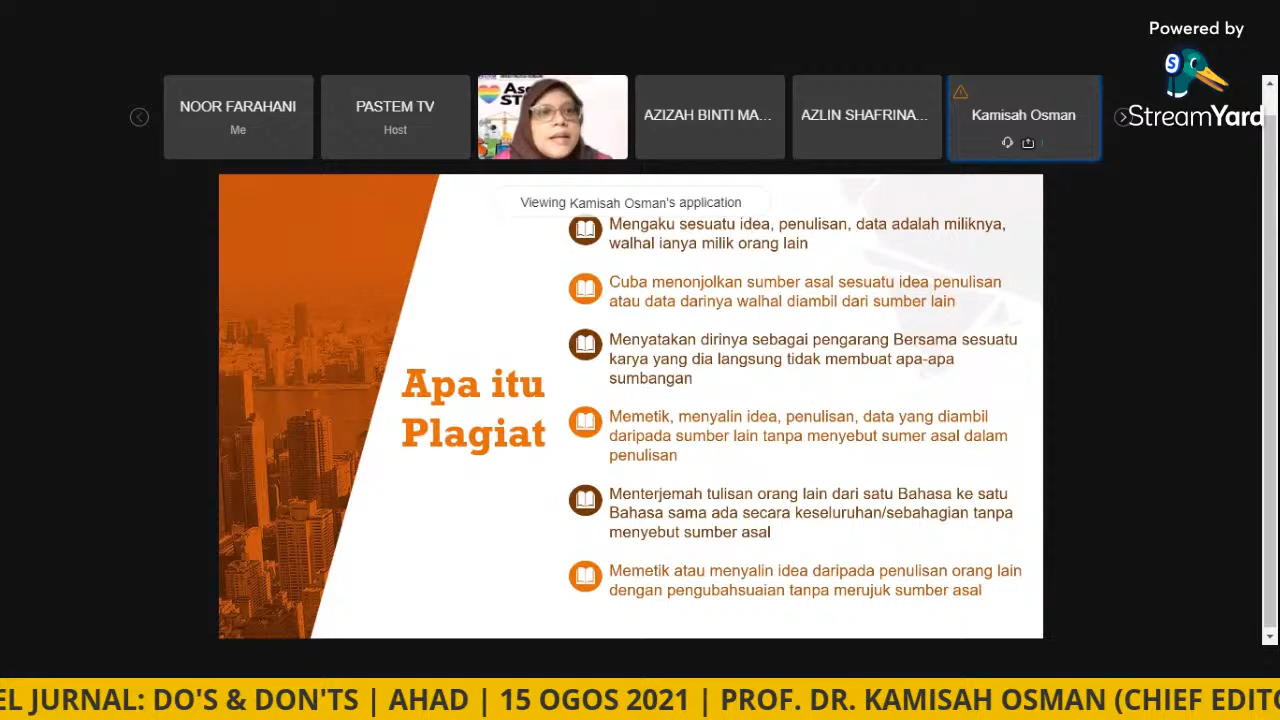 Powered by
StreamYard
NOOR FARAHANI
Me
PASTEM TV
Host
AZIZAH BINTI MA...
AZLIN SHAFRINA...
Kamisah Osman
Viewing Kamisah Osman's application
Mengaku sesuatu idea, penulisan, data adalah miliknya,
walhal ianya milik orang lain
Cuba menonjolkan sumber asal sesuatu idea penulisan
atau data darinya walhal diambil dari sumber lain
Menyatakan dirinya sebagai pengarang Bersama sesuatu
karya yang dia langsung tidak membuat apa-apa
sumbangan
Apa itu
Plagiat
Memetik, menyalin idea, penulisan, data yang diambil
daripada sumber lain tanpa menyebut sumer asal dalam
penulisan
Menterjemah tulisan orang lain dari satu Bahasa ke satu
Bahasa sama ada secara keseluruhan/sebahagian tanpa
menyebut sumber asal
Memetik atau menyalin idea daripada penulisan orang lain
dengan pengubahsuaian tanpa merujuk sumber asal
EL JURNAL: DO'S & DON'TS | AHAD | 15 OGOS 2021 | PROF. DR. KAMISAH OSMAN (CHIEF EDITO